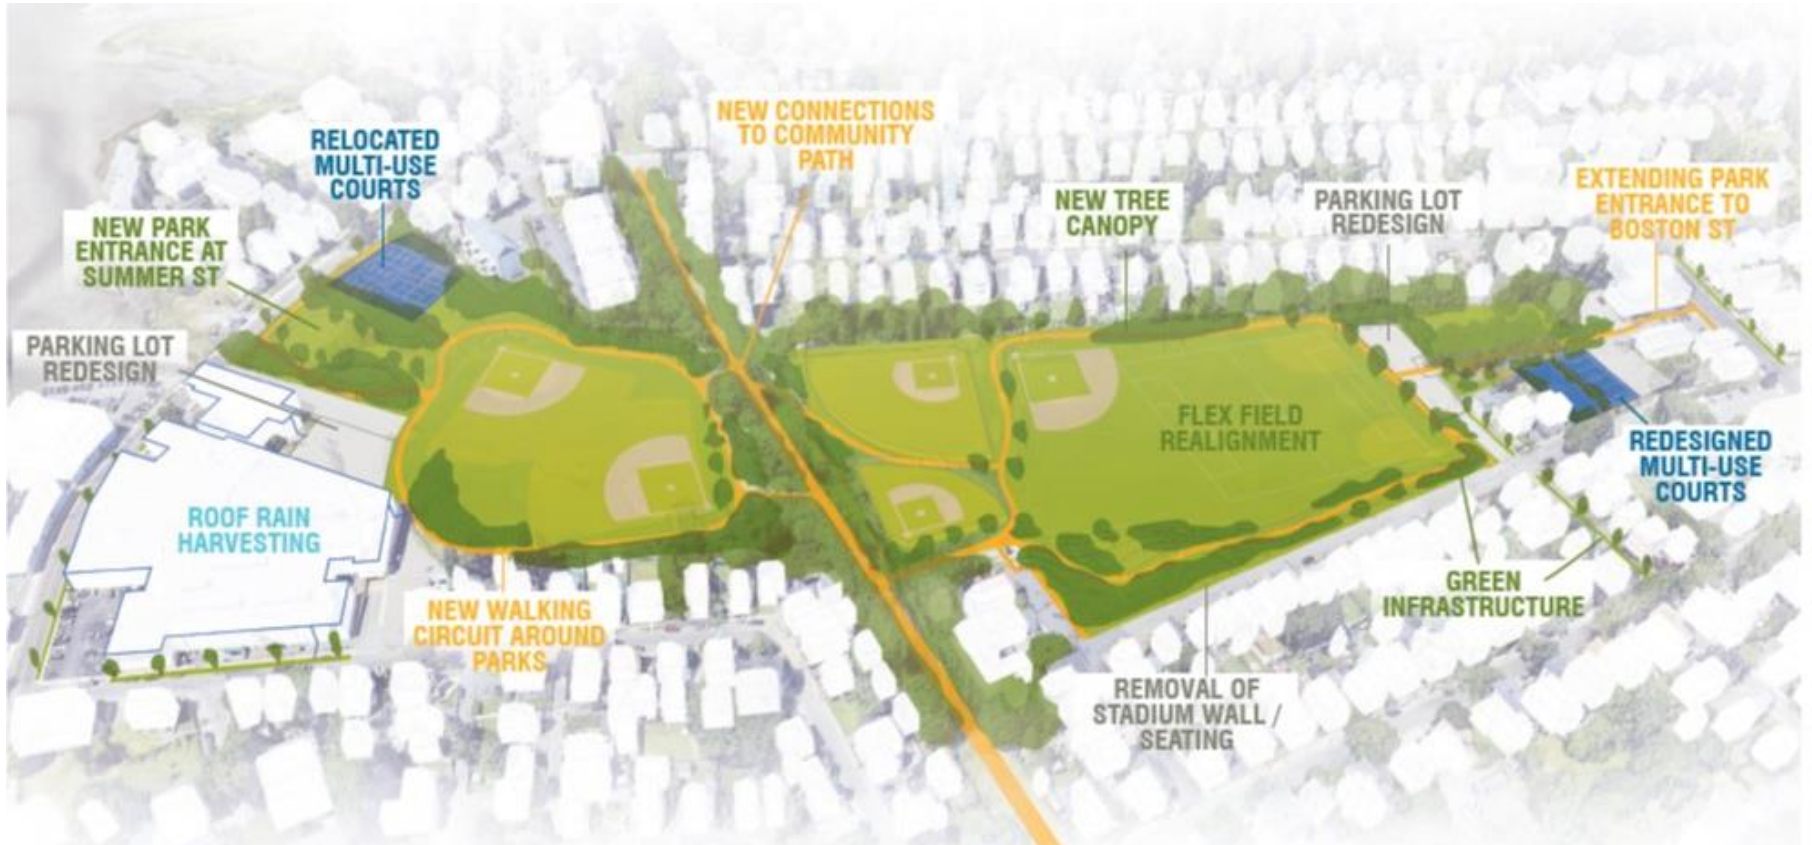 NEW CONNECTIONS
TO COMMUNITY
PATH
RELOCATED
MULTI-USE
COURTS
EXTENDING PARK
ENTRANCE TO
BOSTON ST
NEW TREE
CANOPY
PARKING LOT
REDESIGN
NEW PARK
ENTRANCE AT
SUMMER ST
PARKING LOT
REDESIGN
FLEX FIELD
REALIGNMENT
REDESIGNED
MULTI-USE
COURTS
ROOF RAIN
HARVESTING
GREEN
INFRASTRUCTURE
NEW WALKING
CIRCUIT AROUND
PARKS
REMOVAL OF
STADIUM WALL /
SEATING